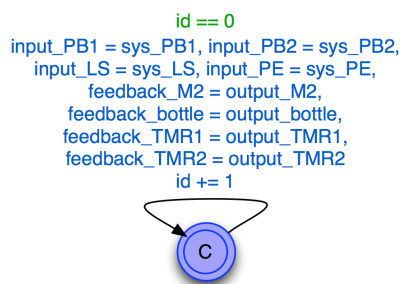 id == 0
input_PB1 = sys_PB1, input_PB2 = sys_PB2,
input_LS = sys_LS, input_PE = sys_PE,
feedback_M2 = output_M2,
feedback_bottle = output_bottle,
feedback_TMR1 = output_TMR1,
feedback_TMR2 = output_TMR2
id += 1
C